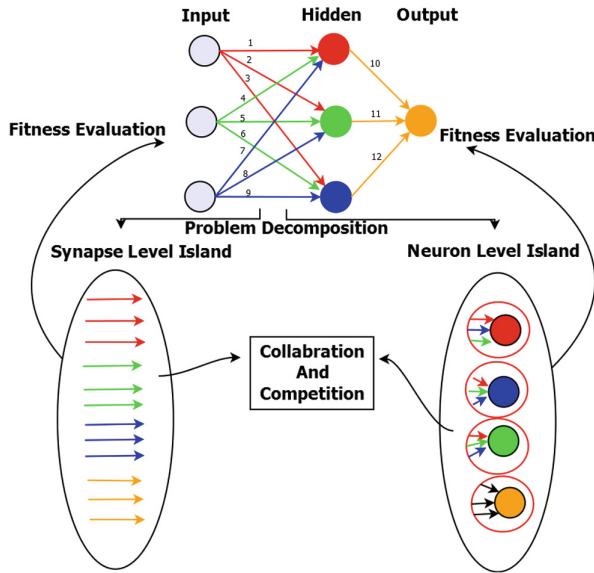 Input Hidden Output
1
2
3
4
5
6
7
8
9
10
11
12
Fitness Evaluation
Fitness Evaluation
Problem Decomposition
Synapse Level Island
Neuron Level Island
Collabration
And
Competition